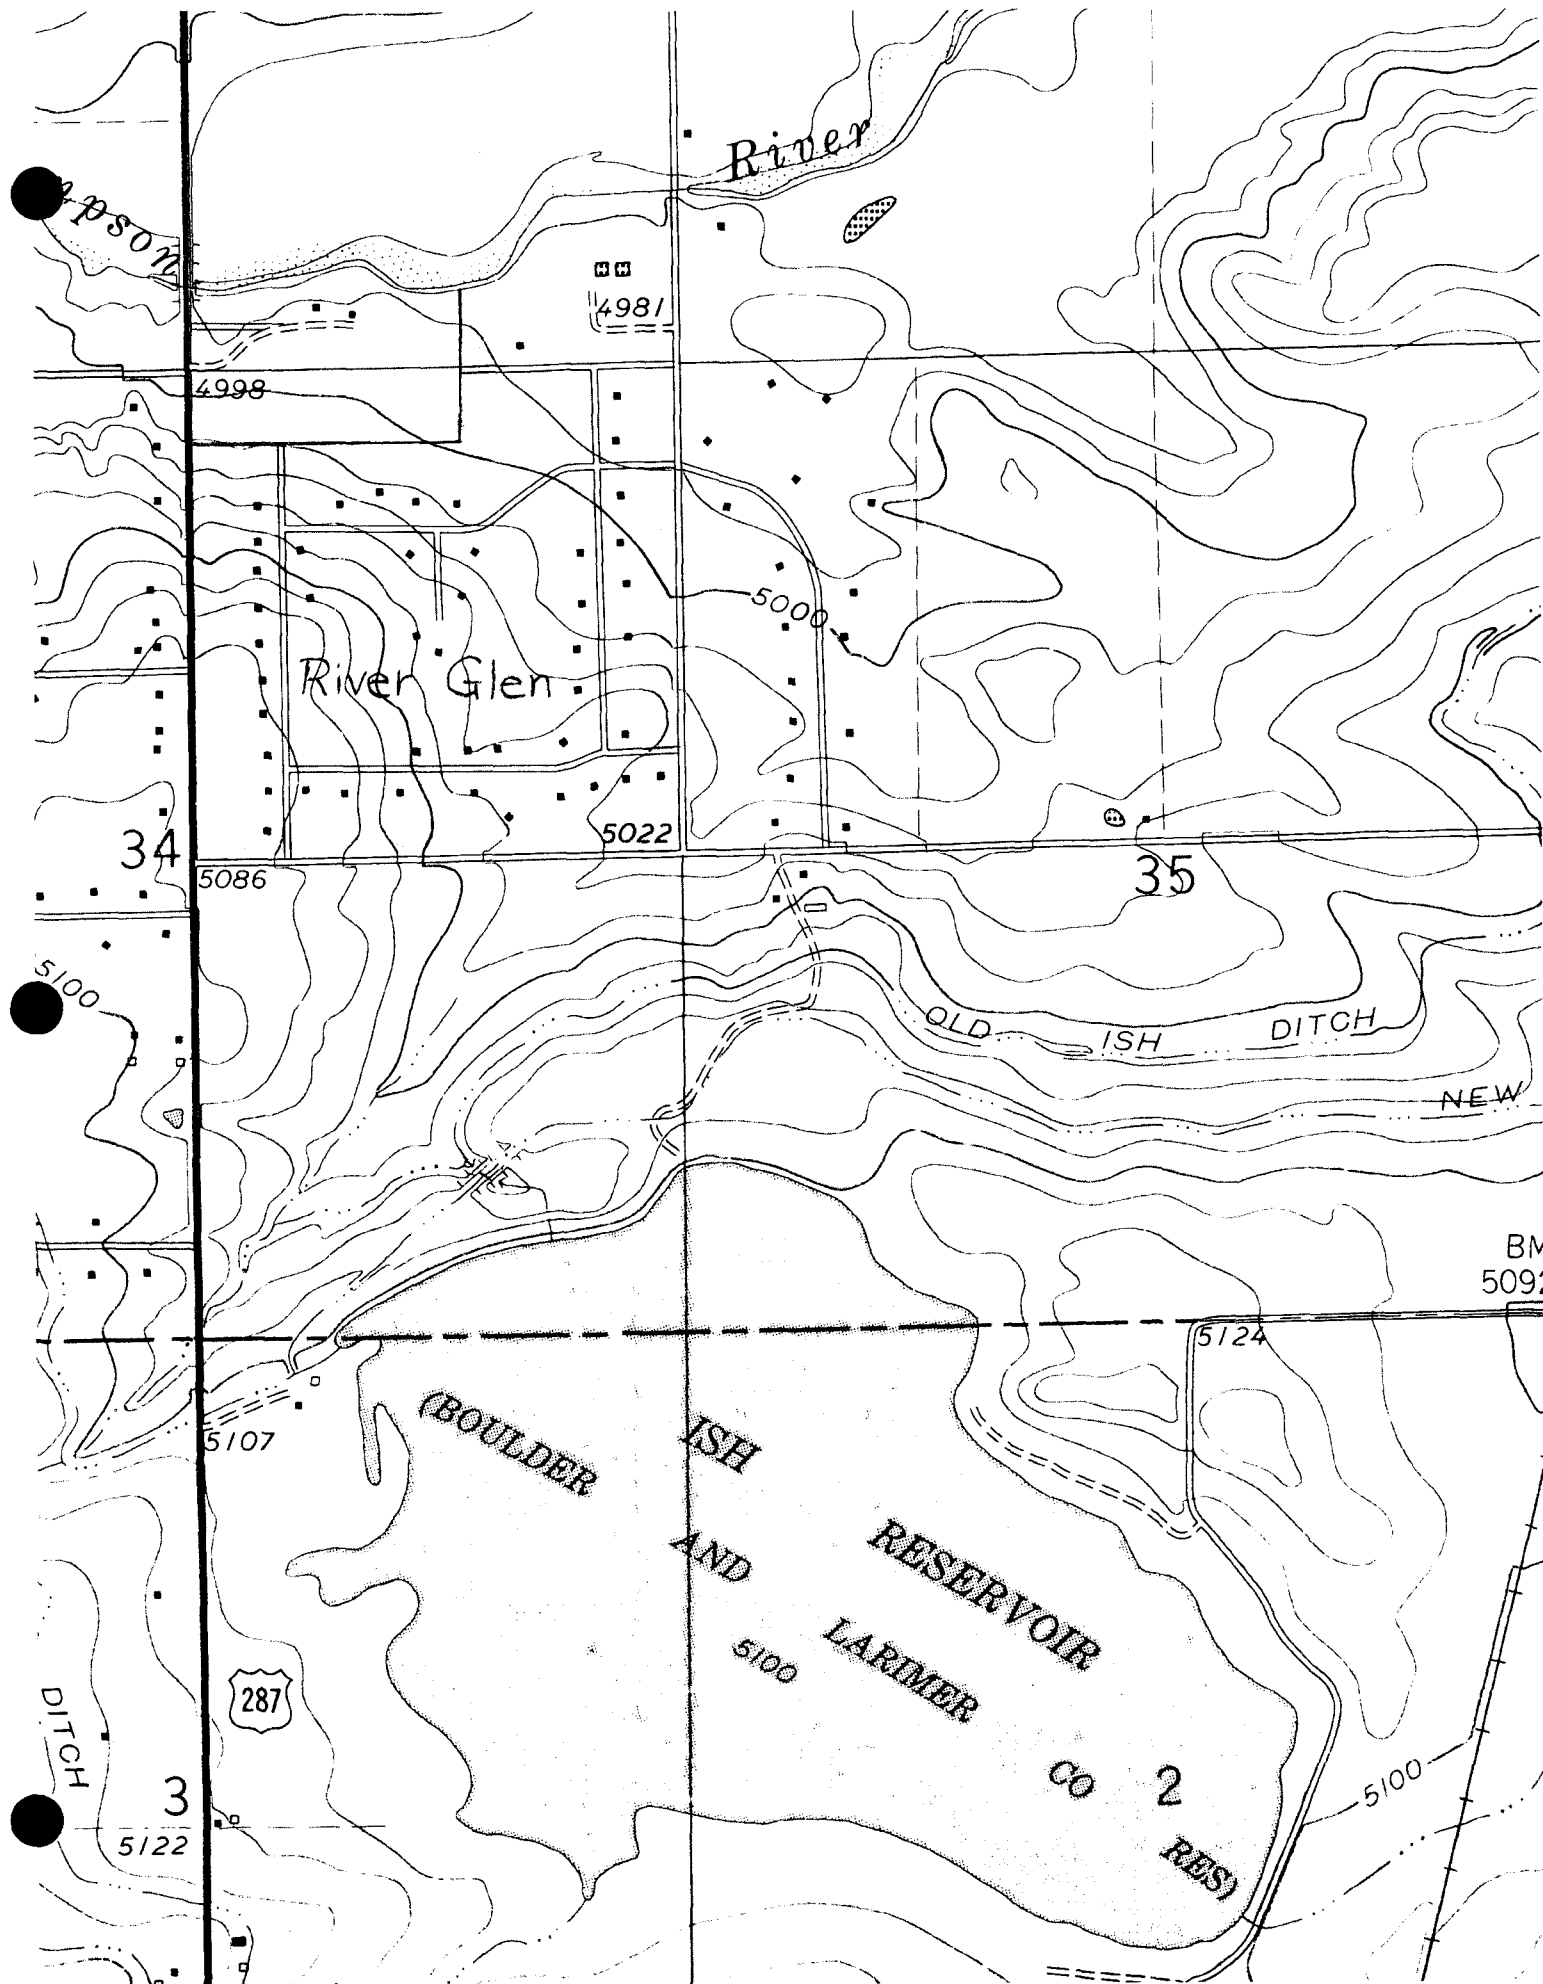 River
pson
4981
4998
5000
River Glen
5022
34
5086
35
5100
OLD ISH DITCH
NEW
BM
5092
5124
5107
(BOULDER
ISH
AND
RESERVOIR
LARIMER
5100
287
DITCH
CO
2
3
5100
5122
RES)